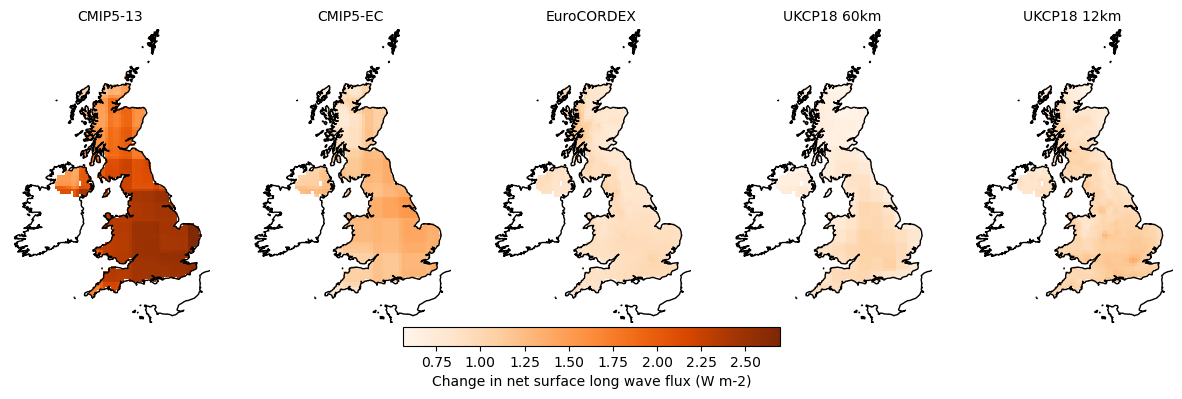 CMIP5-13 CMIP5-EC EuroCORDEX UKCP18 60km UKCP18 12km
0.75 1.00 1.25 1.50 1.75 2.00 2.25 2.50
Change in net surface long wave flux (W m-2)